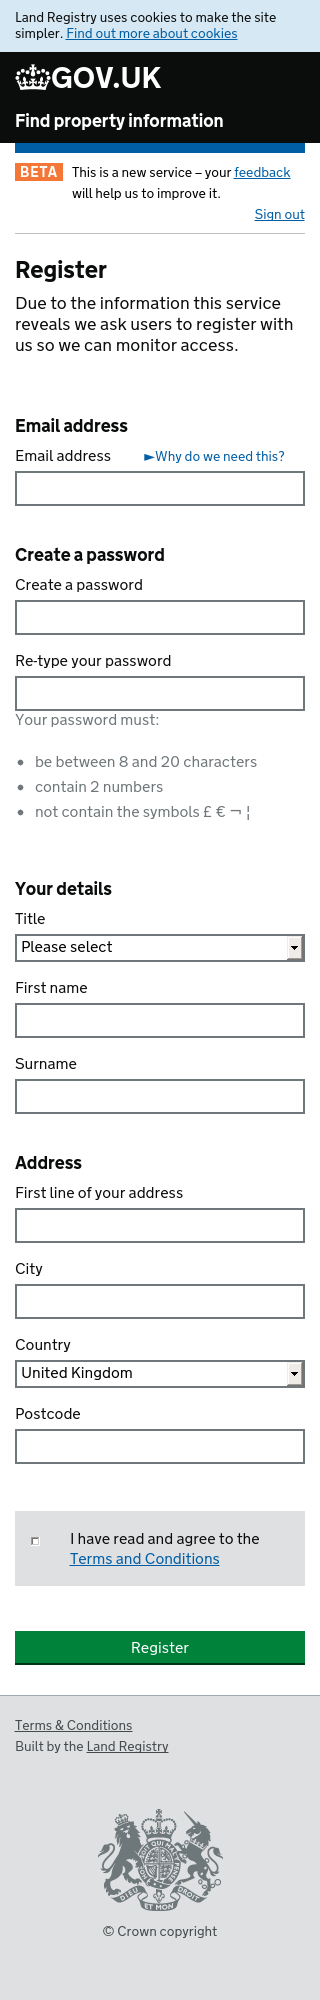 Land Registry uses cookies to make the site
simpler. Find out more about cookies
GOV.UK
Find property information
BETA This is a new service – your feedback
will help us to improve it.
Sign out
Register
Due to the information this service
reveals we ask users to register with
us so we can monitor access.
Email address
Email address ►Why do we need this?
Create a password
Create a password
Re-type your password
Your password must:
• be between 8 and 20 characters
• contain 2 numbers
• not contain the symbols £ € ¬ ¦
Your details
Title
Please select
First name
Surname
Address
First line of your address
City
Country
United Kingdom
Postcode
I have read and agree to the
Terms and Conditions
Register
Terms & Conditions
Built by the Land Registry
DIEU ET MON DROIT
© Crown copyright